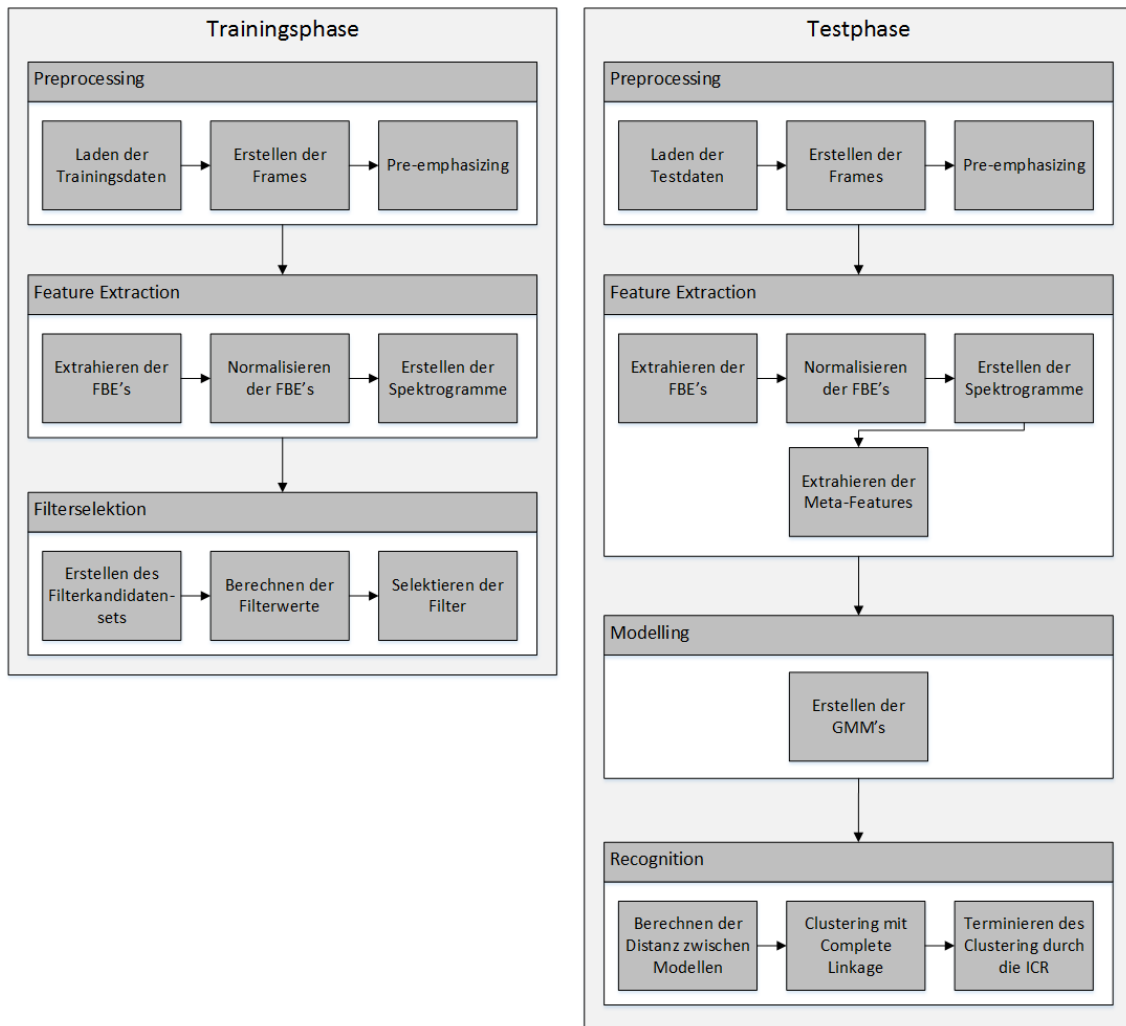 Trainingsphase
Preprocessing
Laden der
Trainingsdaten
Erstellen der
Frames
Pre-emphasizing
Feature Extraction
Extrahieren der
FBE's
Normalisieren
der FBE's
Erstellen der
Spektrogramme
Filterselektion
Erstellen des
Filterkandidaten-
sets
Berechnen der
Filterwerte
Selektieren der
Filter
Testphase
Preprocessing
Laden der
Testdaten
Erstellen der
Frames
Pre-emphasizing
Feature Extraction
Extrahieren der
FBE's
Normalisieren
der FBE's
Erstellen der
Spektrogramme
Extrahieren der
Meta-Features
Modelling
Erstellen der
GMM's
Recognition
Berechnen der
Distanz zwischen
Modellen
Clustering mit
Complete
Linkage
Terminieren des
Clustering durch
die ICR